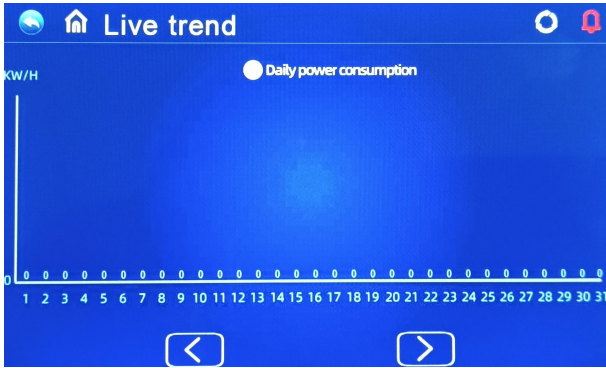 Live trend
Daily power consumption
KW/H
0 0 0 0 0 0 0 0 0 0 0 0 0 0 0 0 0 0 0 0 0 0 0 0 0 0 0 0 0 0 0
0
1 2 3 4 5 6 7 8 9 10 11 12 13 14 15 16 17 18 19 20 21 22 23 24 25 26 27 28 29 30 31